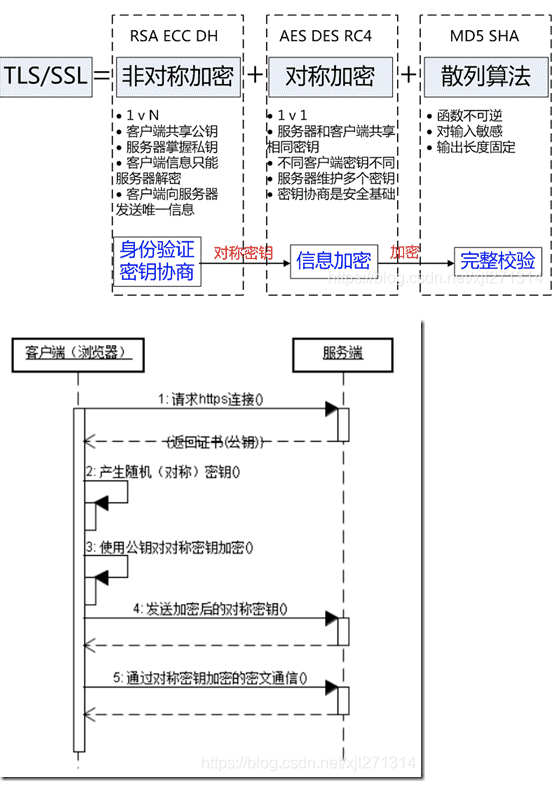 RSA ECC DH
AES DES RC4
MD5 SHA
TLS/SSL = 非对称加密 + 对称加密 + 散列算法
• 1 v N
• 客户端共享公钥
• 服务器掌握私钥
• 客户端信息只能
服务器解密
• 客户端向服务器
发送唯一信息
• 1 v 1
• 服务器和客户端共享
相同密钥
• 不同客户端密钥不同
• 服务器维护多个密钥
• 密钥协商是安全基础
• 函数不可逆
• 对输入敏感
• 输出长度固定
身份验证
密钥协商
对称密钥
信息加密
加密
完整校验
https://blog.csdn.net/xjl271314
客户端（浏览器）
服务端
1: 请求https连接()
(返回证书(公钥))
2: 产生随机（对称）密钥()
3: 使用公钥对对称密钥加密()
4: 发送加密后的对称密钥()
5: 通过对称密钥加密的密文通信()
https://blog.csdn.net/xjl271314